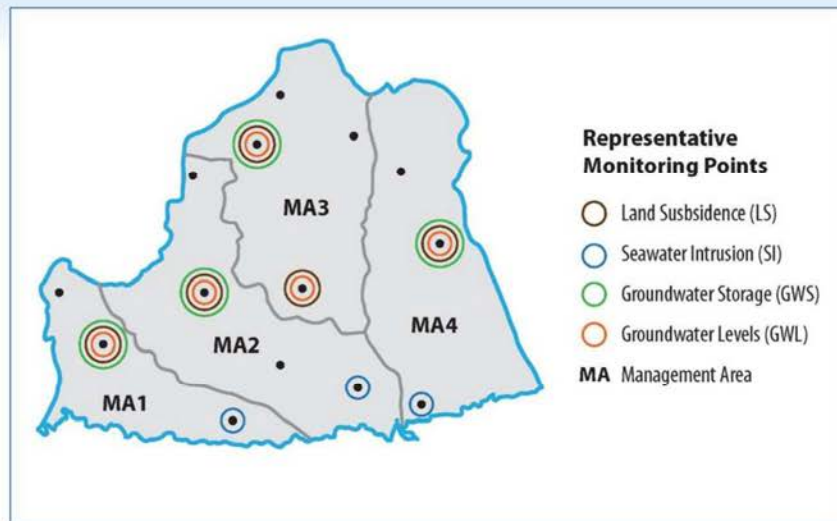 MA3
MA2
MA4
MA1
Representative
Monitoring Points
Land Susbsidence (LS)
Seawater Intrusion (SI)
Groundwater Storage (GWS)
Groundwater Levels (GWL)
MA Management Area